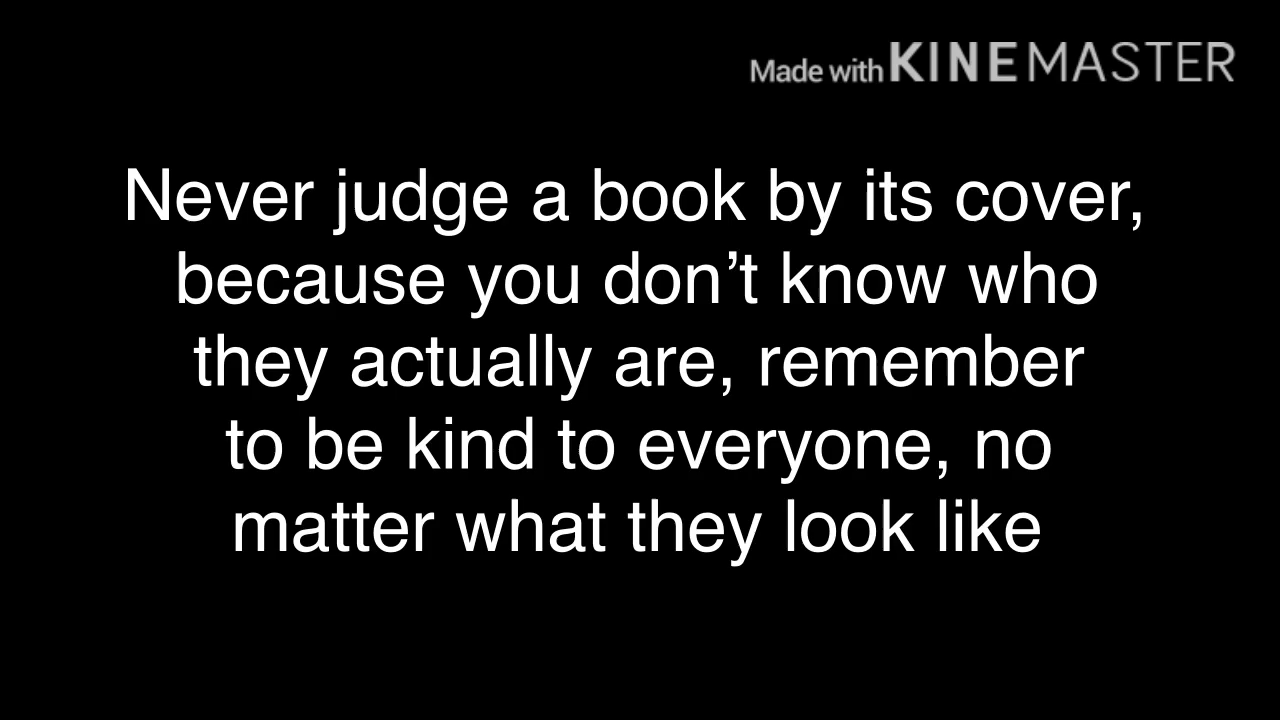 Made with KINEMASTER
Never judge a book by its cover,
because you don’t know who
they actually are, remember
to be kind to everyone, no
matter what they look like